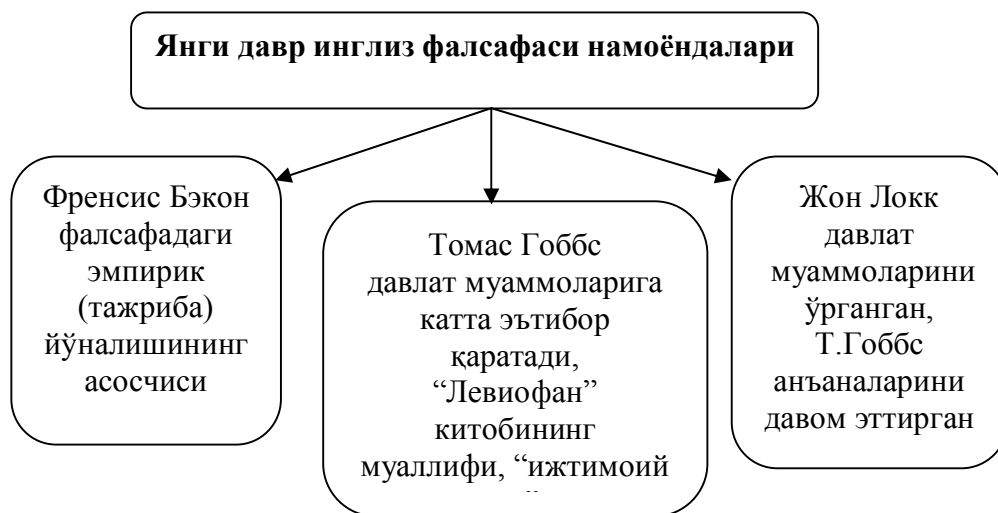 Янги давр инглиз фалсафаси намоёндалари
Френсис Бэкон
фалсафадаги
эмпирик
(тажриба)
йўналишининг
асосчиси
Томас Гоббс
давлат муаммоларига
катта эътибор
қаратади,
“Левиофан”
китобининг
муаллифи, “ижтимоий
Жон Локк
давлат
муаммоларини
ўрганган,
Т.Гоббс
анъаналарини
давом эттирган